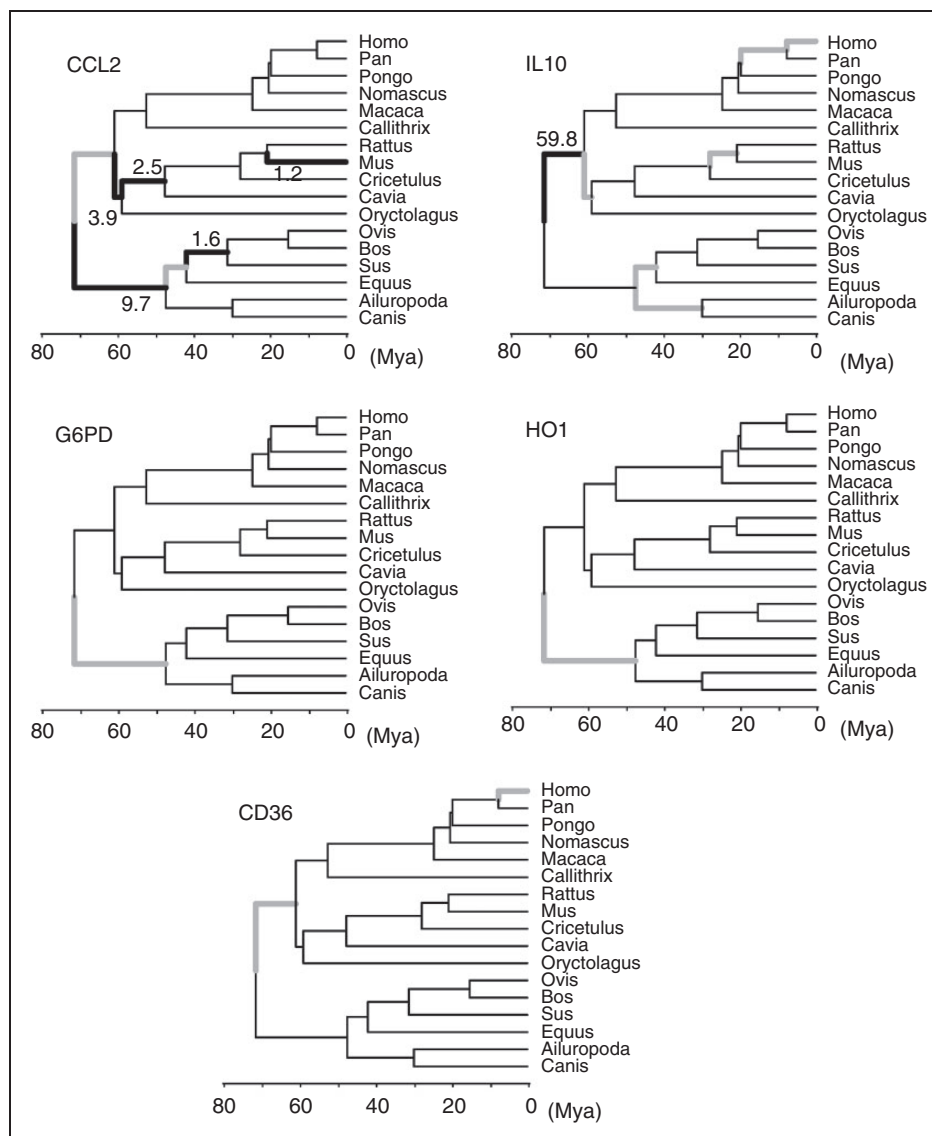 CCL2
Homo
Pan
Pongo
Nomascus
Macaca
Callithrix
Rattus
Mus
Cricetulus
Cavia
Oryctolagus
Ovis
Bos
Sus
Equus
Ailuropoda
Canis
2.5
1.2
3.9
1.6
9.7
80 60 40 20 0 (Mya)
IL10
Homo
Pan
Pongo
Nomascus
Macaca
Callithrix
Rattus
Mus
Cricetulus
Cavia
Oryctolagus
Ovis
Bos
Sus
Equus
Ailuropoda
Canis
59.8
80 60 40 20 0 (Mya)
G6PD
Homo
Pan
Pongo
Nomascus
Macaca
Callithrix
Rattus
Mus
Cricetulus
Cavia
Oryctolagus
Ovis
Bos
Sus
Equus
Ailuropoda
Canis
80 60 40 20 0 (Mya)
HO1
Homo
Pan
Pongo
Nomascus
Macaca
Callithrix
Rattus
Mus
Cricetulus
Cavia
Oryctolagus
Ovis
Bos
Sus
Equus
Ailuropoda
Canis
80 60 40 20 0 (Mya)
CD36
Homo
Pan
Pongo
Nomascus
Macaca
Callithrix
Rattus
Mus
Cricetulus
Cavia
Oryctolagus
Ovis
Bos
Sus
Equus
Ailuropoda
Canis
80 60 40 20 0 (Mya)